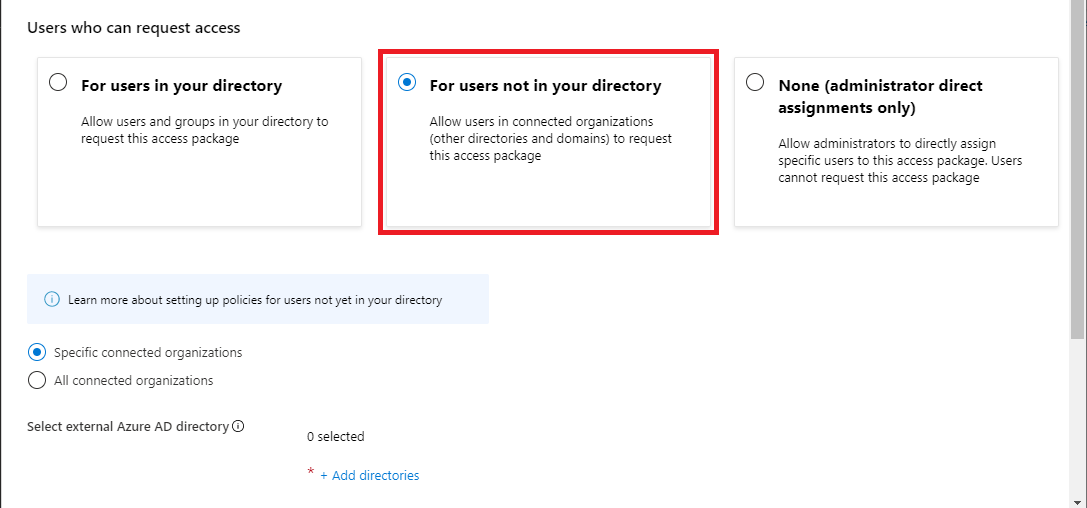 Users who can request access
For users in your directory
Allow users and groups in your directory to
request this access package
For users not in your directory
Allow users in connected organizations
(other directories and domains) to request
this access package
None (administrator direct
assignments only)
Allow administrators to directly assign
specific users to this access package. Users
cannot request this access package
Learn more about setting up policies for users not yet in your directory
Specific connected organizations
All connected organizations
Select external Azure AD directory
0 selected
* + Add directories